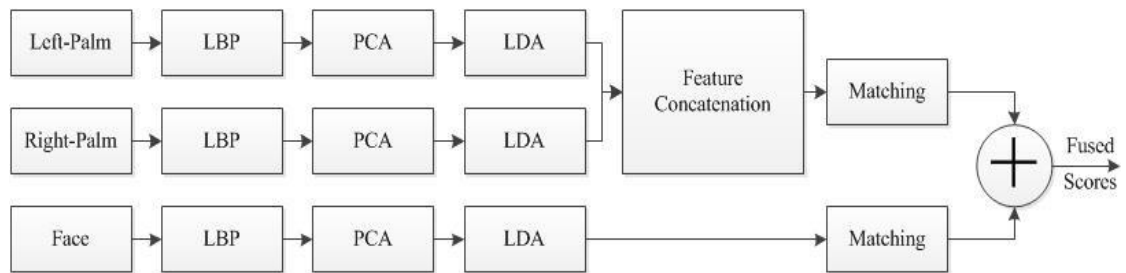 Left-Palm
LBP
PCA
LDA
Feature
Concatenation
Matching
Right-Palm
LBP
PCA
LDA
Fused
Scores
Face
LBP
PCA
LDA
Matching